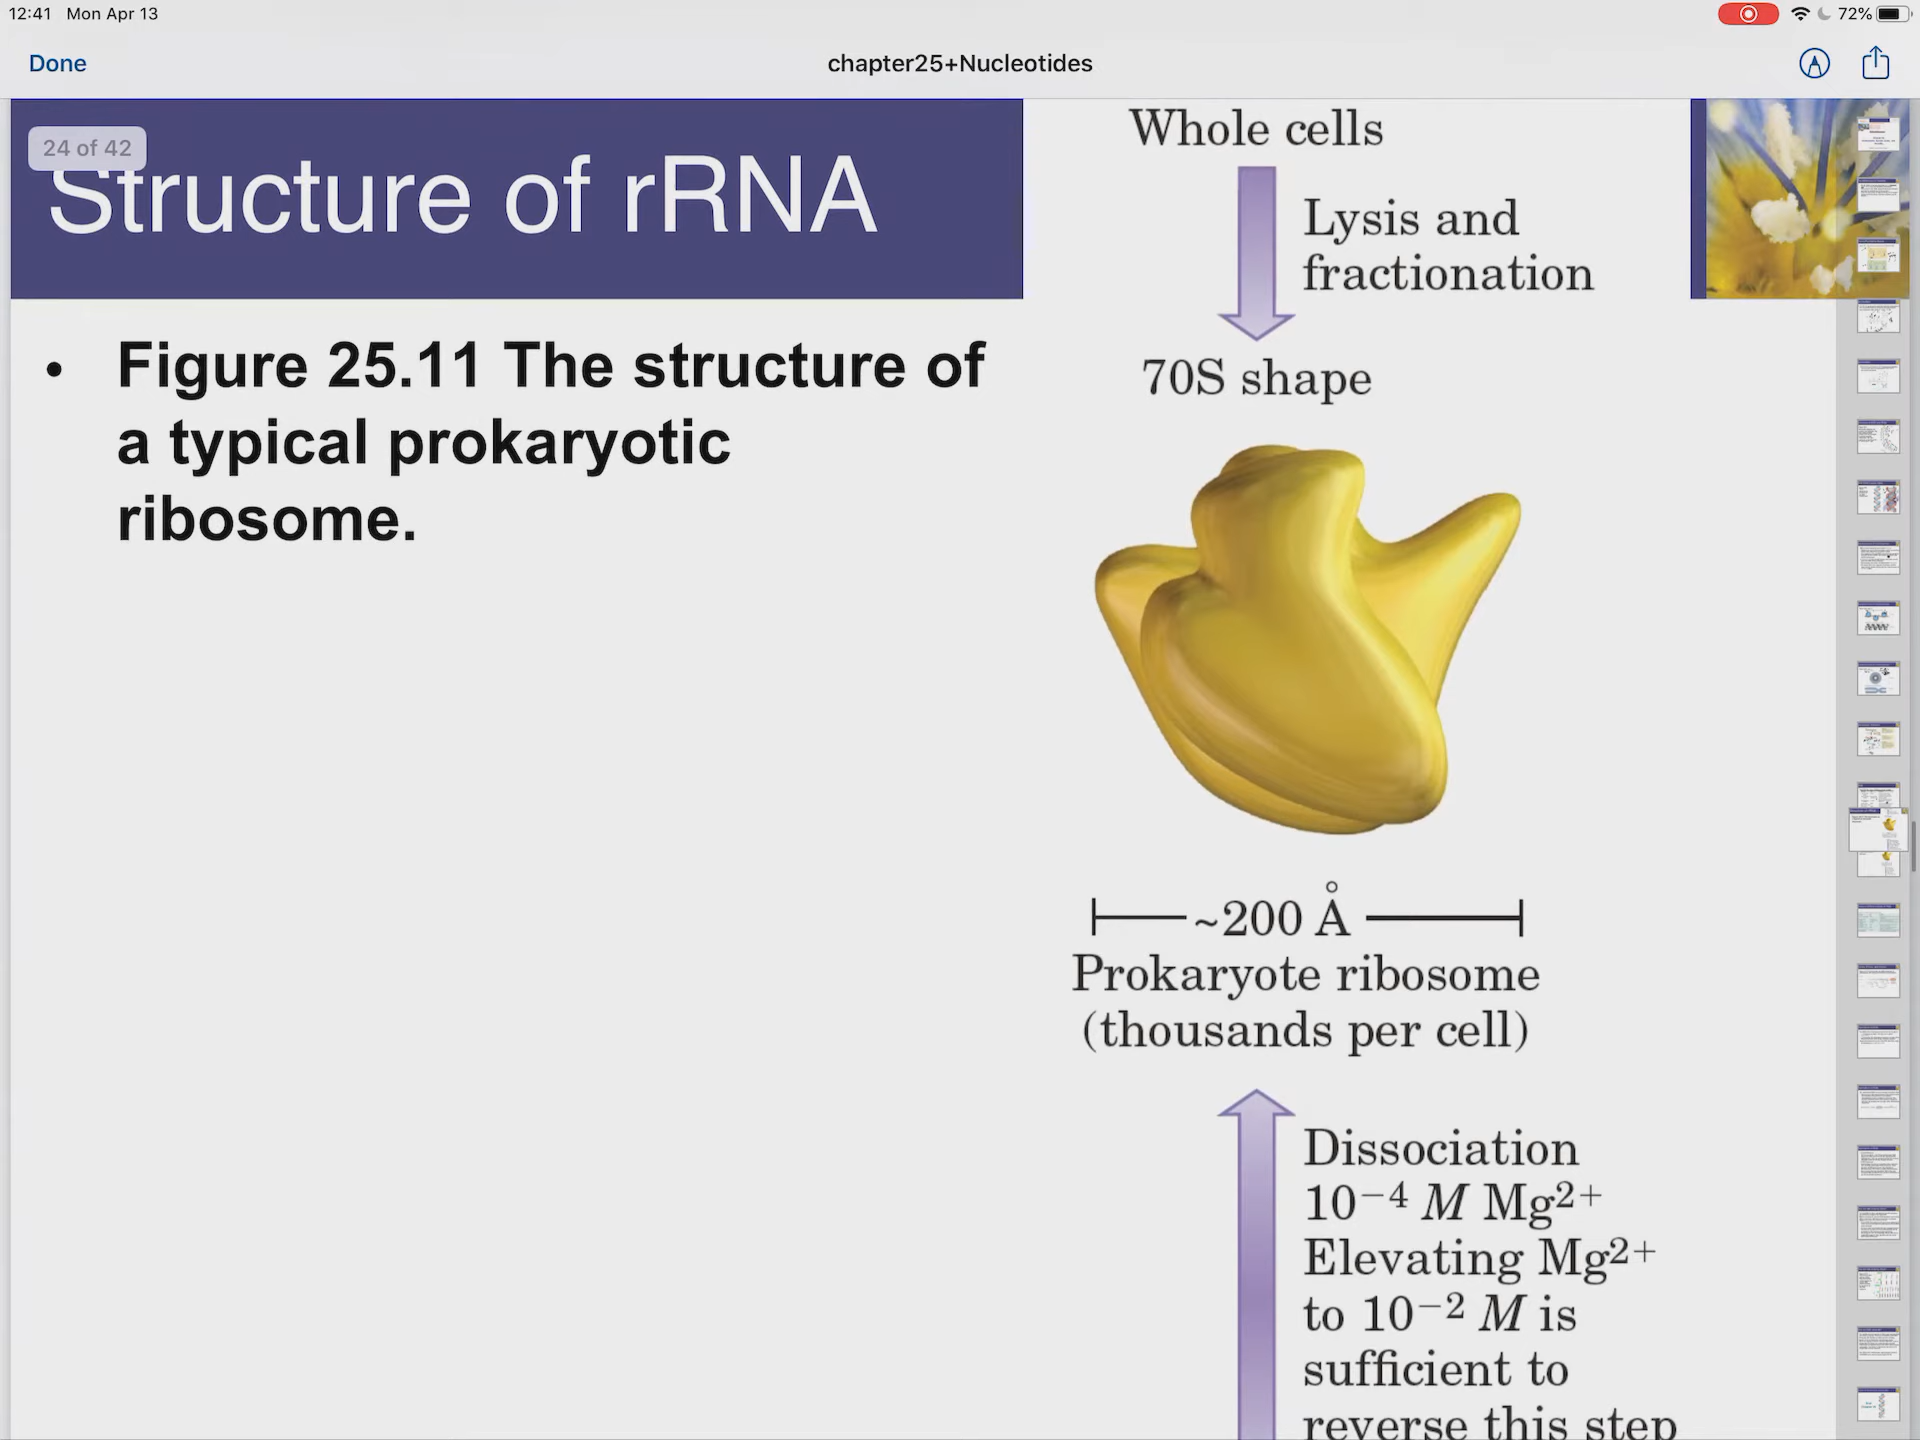 12:41 Mon Apr 13
72%
Done
chapter25+Nucleotides
24 of 42
Structure of rRNA
• Figure 25.11 The structure of
a typical prokaryotic
ribosome.
Whole cells
Lysis and
fractionation
70S shape
~200 Å
Prokaryote ribosome
(thousands per cell)
Dissociation
10⁻⁴ M Mg²⁺
Elevating Mg²⁺
to 10⁻² M is
sufficient to
reverse this step